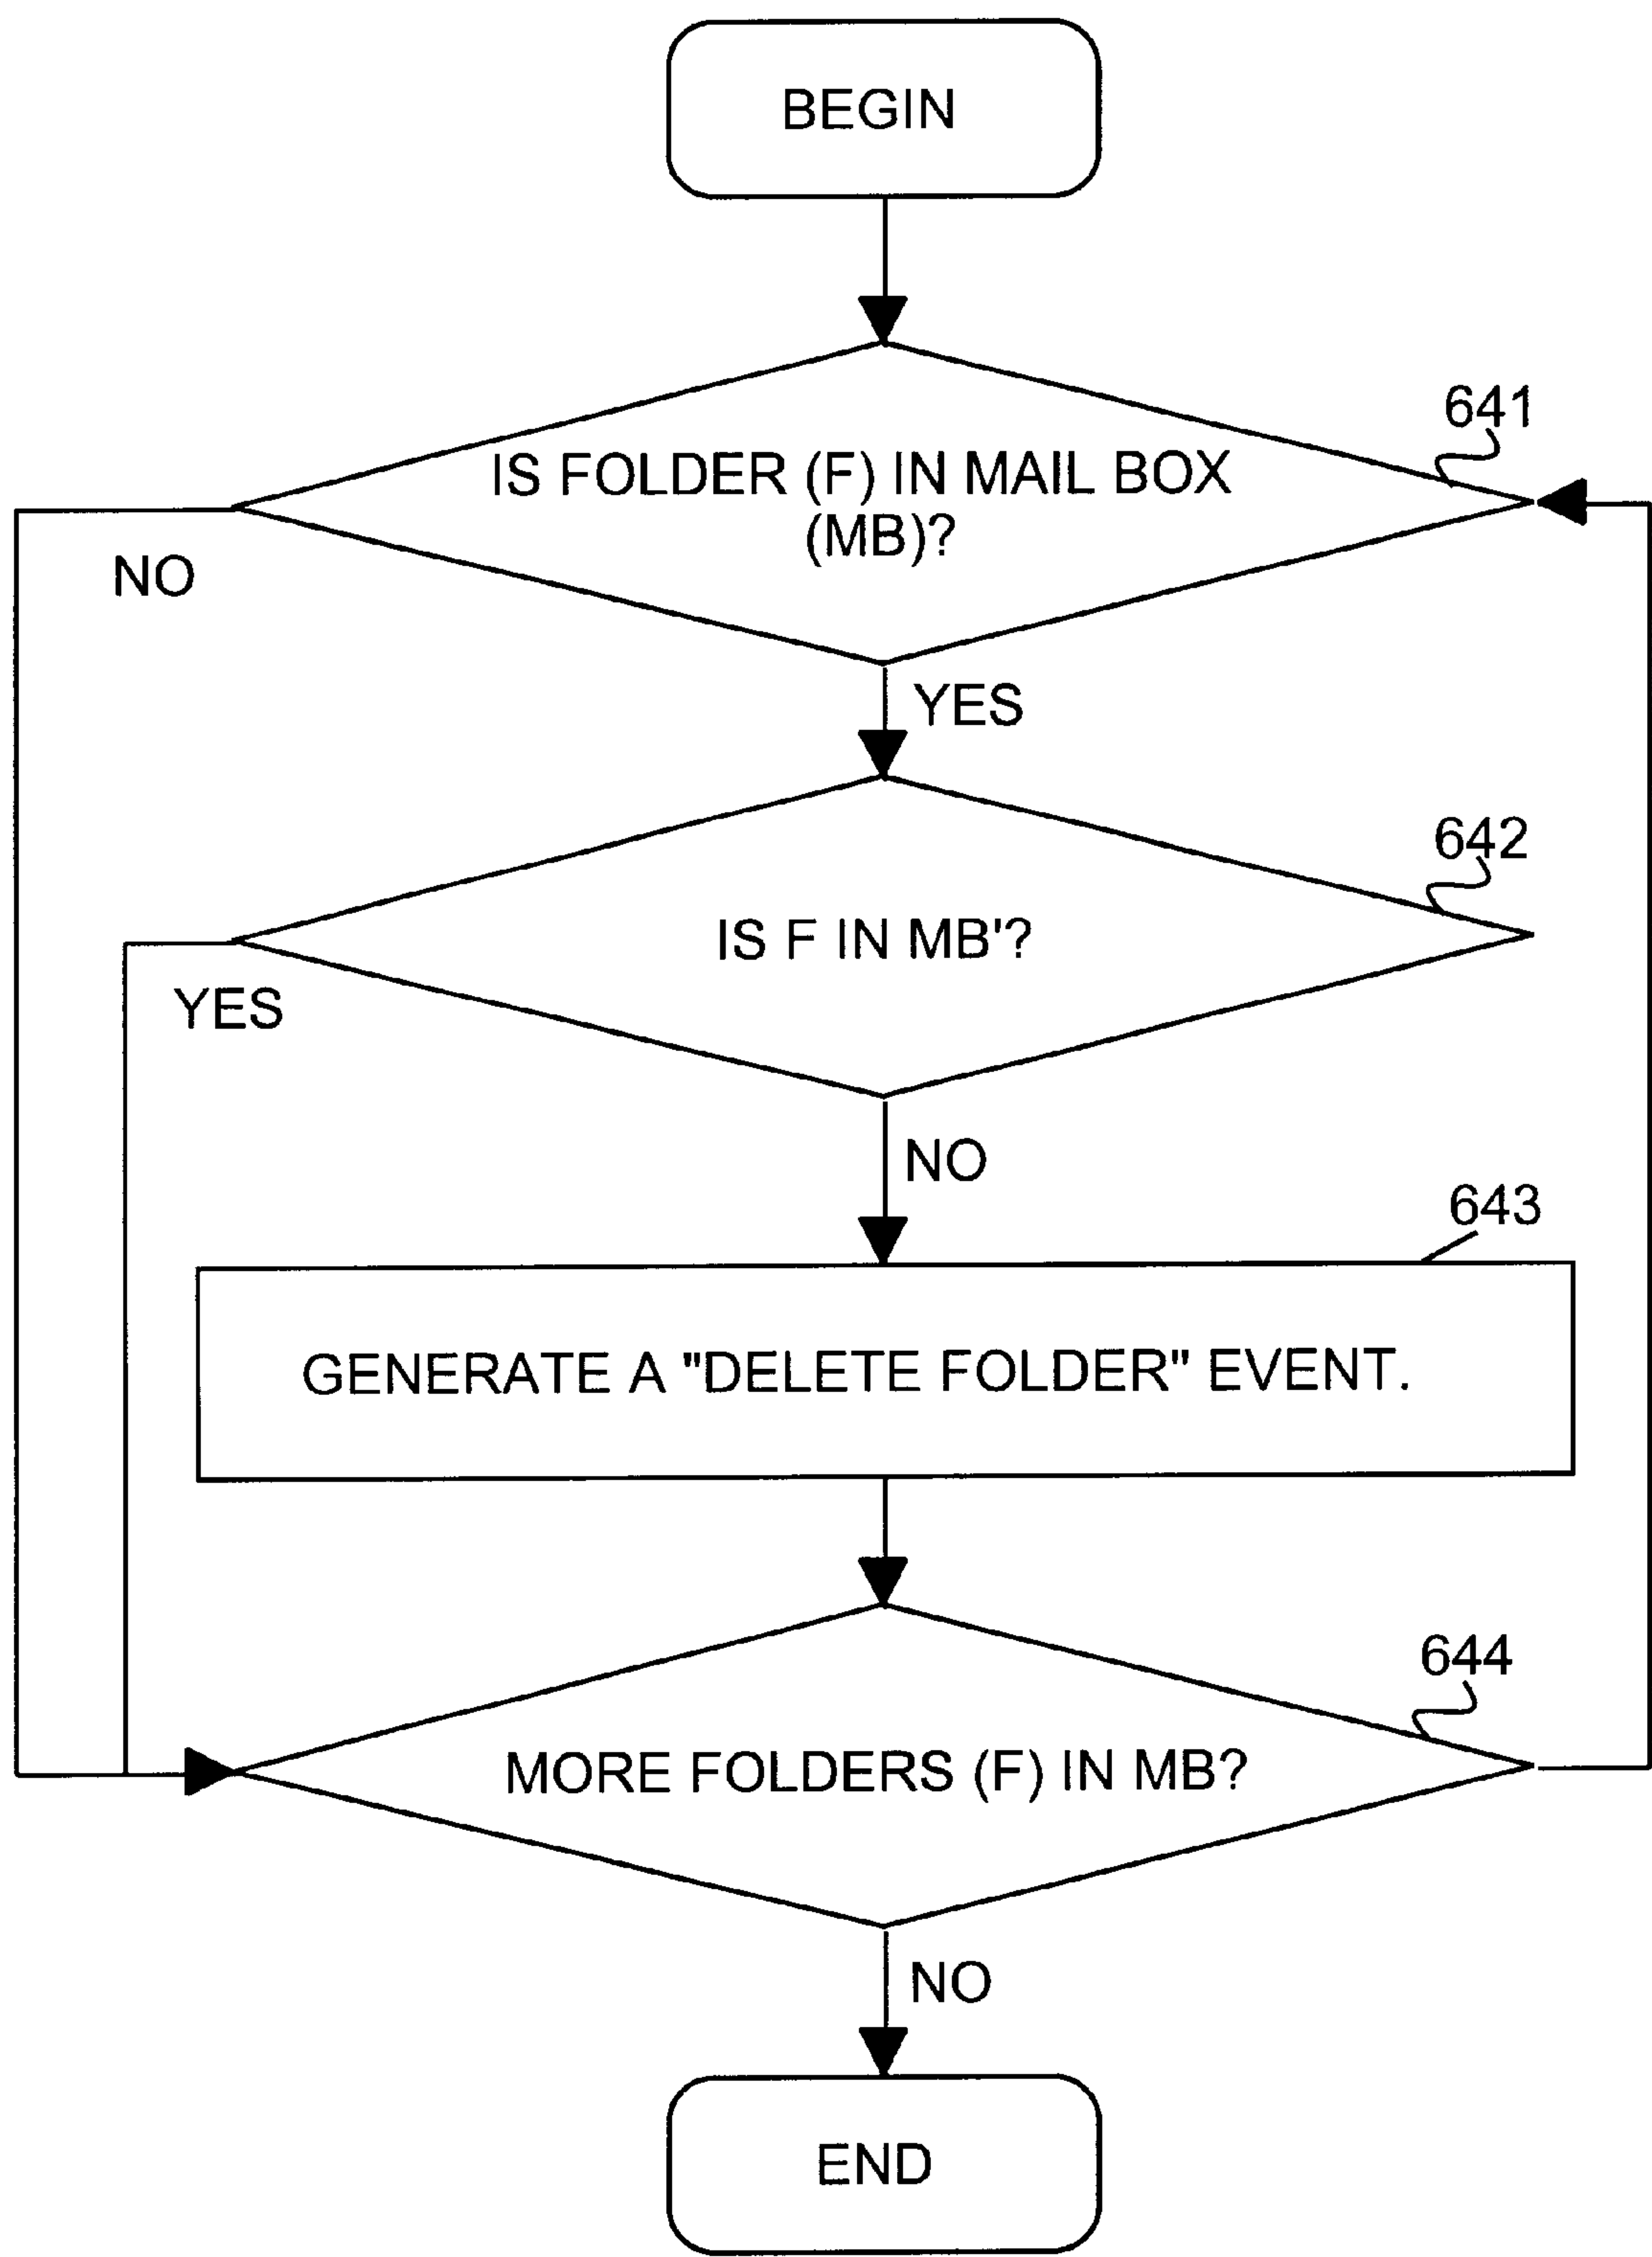 BEGIN
641
IS FOLDER (F) IN MAIL BOX
(MB)?
NO
YES
642
IS F IN MB'?
YES
NO
643
GENERATE A "DELETE FOLDER" EVENT.
644
MORE FOLDERS (F) IN MB?
NO
END